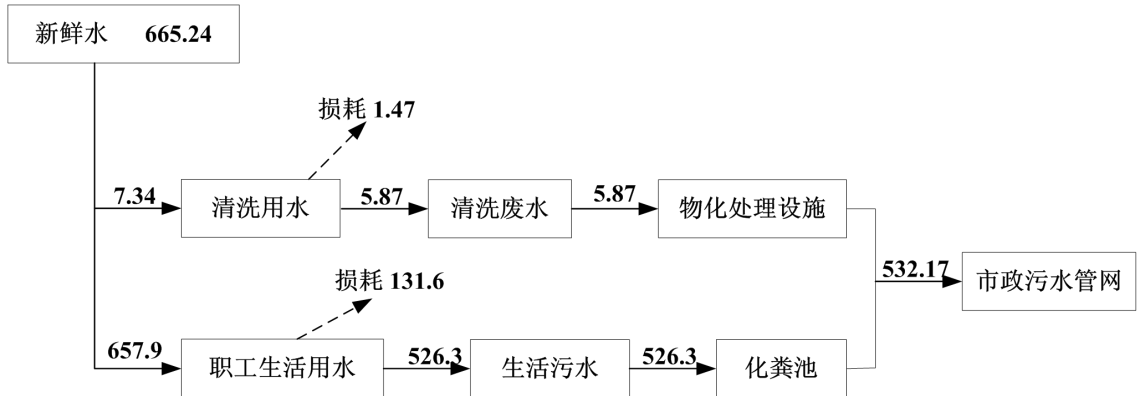 新鲜水 665.24
损耗 1.47
7.34
清洗用水
5.87
清洗废水
5.87
物化处理设施
532.17
市政污水管网
损耗 131.6
657.9
职工生活用水
526.3
生活污水
526.3
化粪池